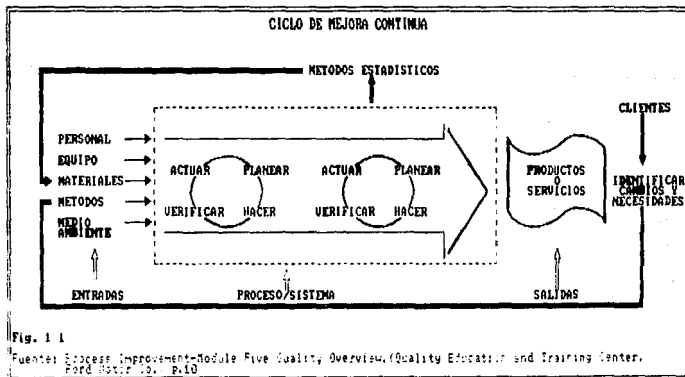 CICLO DE MEJORA CONTINUA
METODOS ESTADISTICOS
CLIENTES
PERSONAL
EQUIPO
MATERIALES
METODOS
MEDIO
AMBIENTE
ACTUAR PLANEAR
VERIFICAR HACER
ACTUAR PLANEAR
VERIFICAR HACER
PRODUCTOS
O
SERVICIOS
IDENTIFICAR
CAMBIOS Y
NECESIDADES
ENTRADAS PROCESO/SISTEMA SALIDAS
Fig. 1 1
Fuente: Process Improvement-Module Five Quality Overview.(Quality Education and Training Center,
Ford Motor Co., p.10